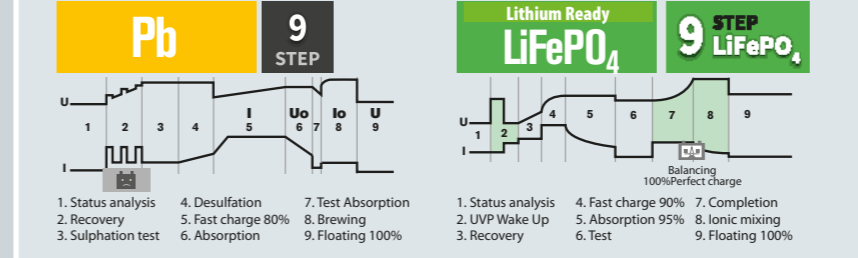 Pb
9
STEP
U
I
1
2
3
4
I
5
Uo
6
7
Io
8
U
9
1. Status analysis
2. Recovery
3. Sulphation test
4. Desulfation
5. Fast charge 80%
6. Absorption
7. Test Absorption
8. Brewing
9. Floating 100%
Lithium Ready
LiFePO4
9 STEP
LiFePO4
U
I
1
2
3
4
5
6
7
8
9
Balancing
100%Perfect charge
1. Status analysis
2. UVP Wake Up
3. Recovery
4. Fast charge 90%
5. Absorption 95%
6. Test
7. Completion
8. Ionic mixing
9. Floating 100%